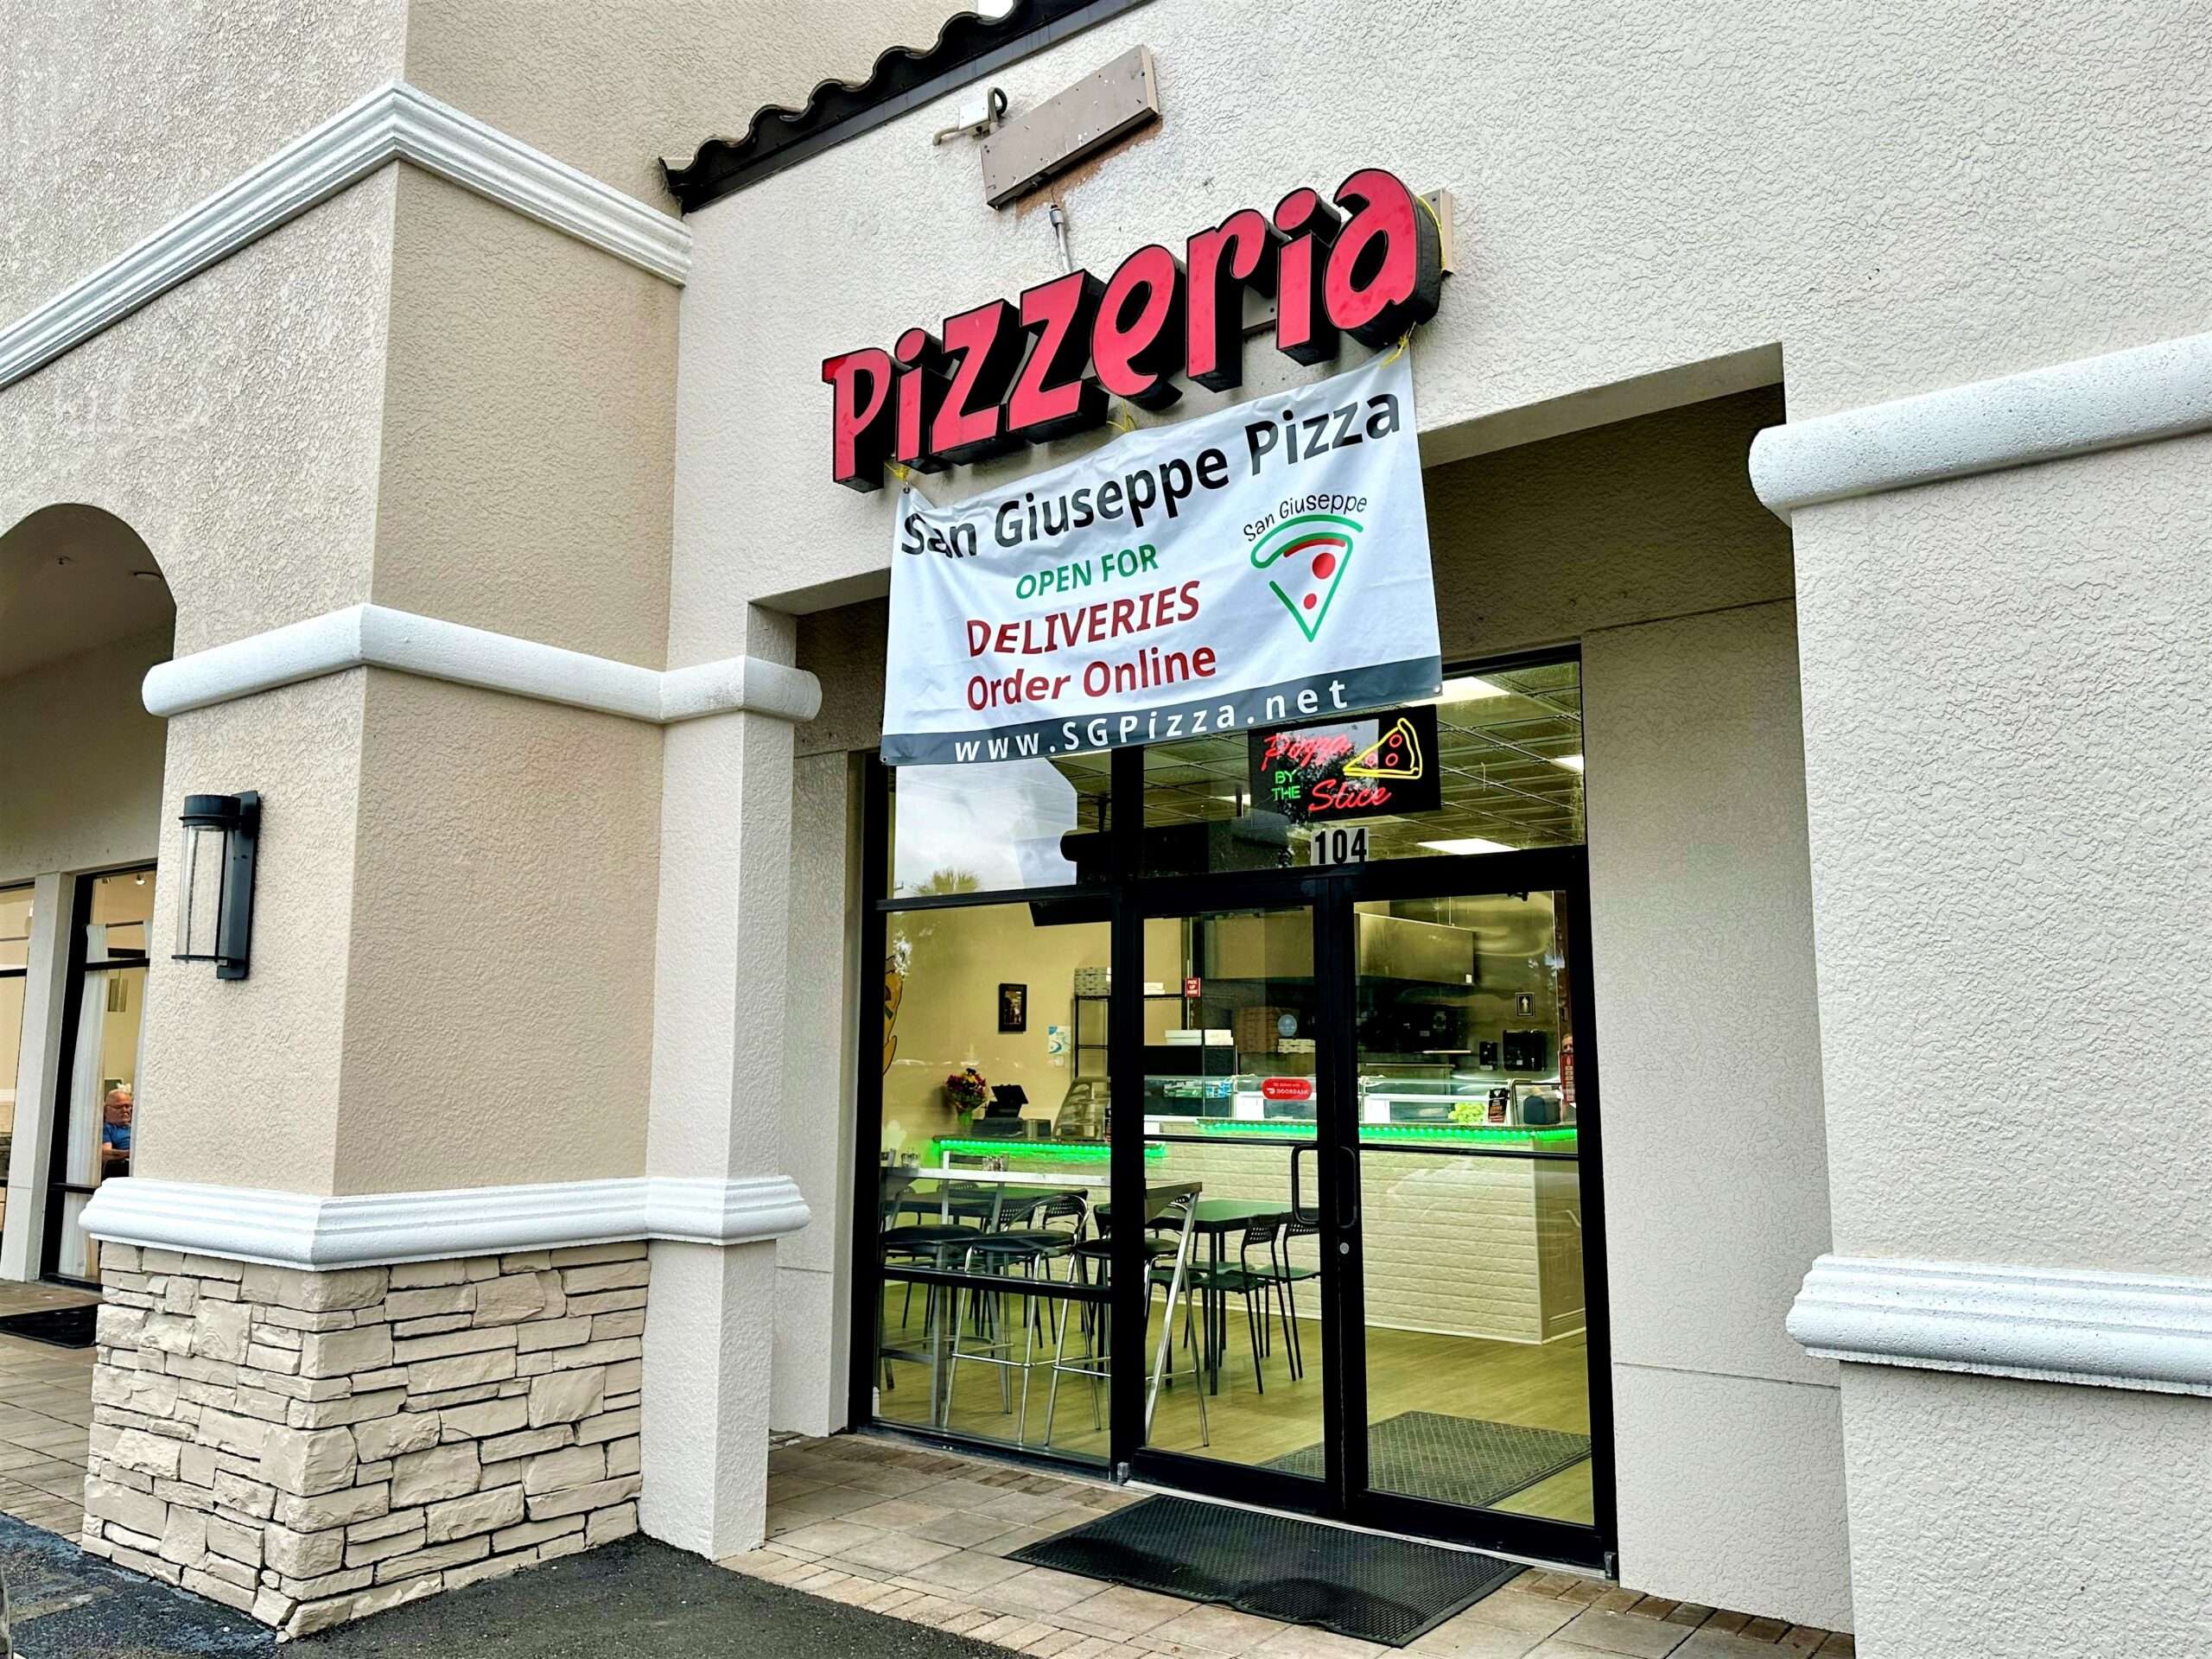 Pizzeria
San Giuseppe Pizza
San Giuseppe
OPEN FOR
DELIVERIES
Order Online
www.SGPizza.net
Pizza
BY
THE
Slice
104
DOORDASH